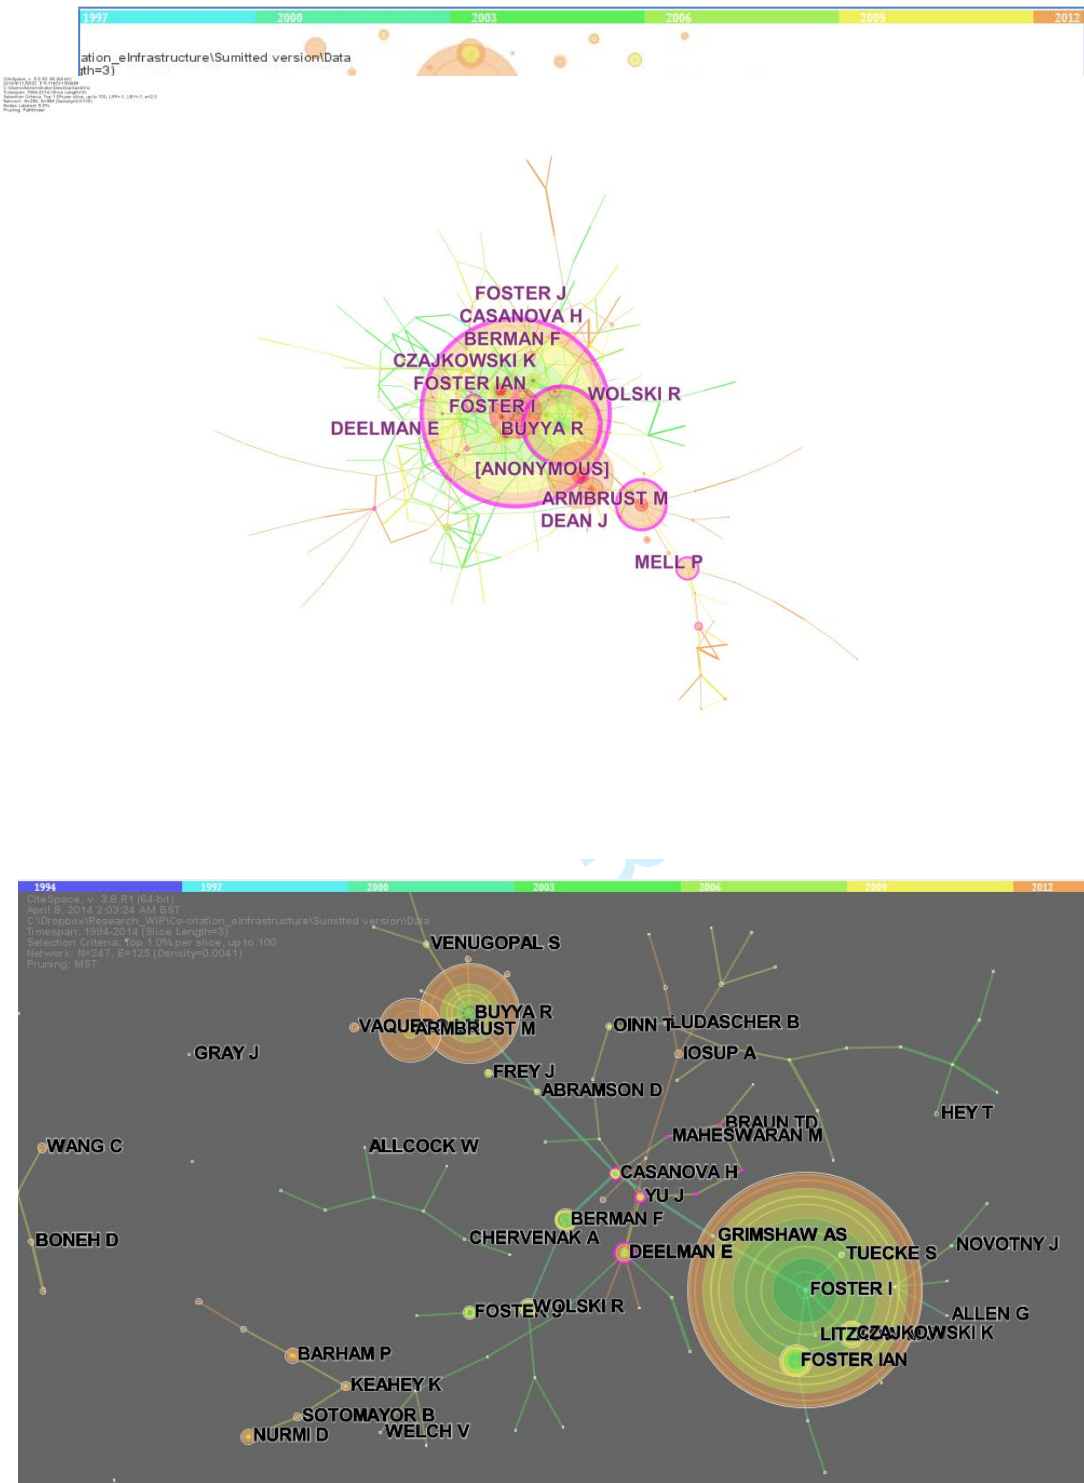 1997 2000 2003 2006 2009 2012
ation_eInfrastructure\Sumitted version\Data
gth=3)
FOSTER J
CASANOVA H
BERMAN F
CZAJKOWSKI K
FOSTER IAN
WOLSKI R
FOSTER I
DEELMAN E
BUYYA R
[ANONYMOUS]
ARMBRUST M
DEAN J
MELL P
1994 1997 2000 2003 2006 2009 2012
CiteSpace, v. 3.8.R1 (64-bit)
April 8, 2014 2:03:24 AM BST
C:\Dropbox\Research_WIP\Co-citation_eInfrastructure\Sumitted version\Data
Timespan: 1994-2014 (Slice Length=3)
Selection Criteria: Top 1.0% per slice, up to 100
Network: N=247, E=125 (Density=0.0041)
Pruning: MST
VENUGOPAL S
BUYYA R
ARMBRUST M
OINN T
LUDASCHER B
GRAY J
IOSUP A
FREY J
ABRAMSON D
HEY T
BRAUN TD
MAHESWARAN M
WANG C
ALLCOCK W
CASANOVA H
YU J
BERMAN F
GRIMSHAW AS
BONEH D
CHERVENAK A
DEELMAN E
TUECKE S
NOVOTNY J
FOSTER I
FOSTER J
WOLSKI R
ALLEN G
CZAJKOWSKI K
BARHAM P
FOSTER IAN
KEAHEY K
SOTOMAYOR B
NURMI D
WELCH V